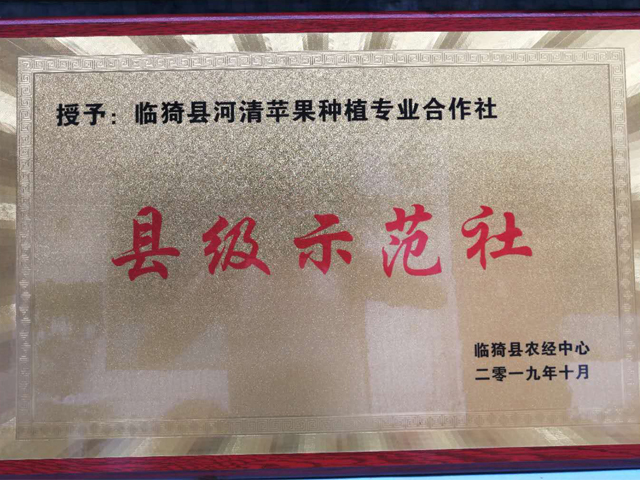 授予：临猗县河清苹果种植专业合作社
县级示范社
临猗县农经中心
二零一九年十月